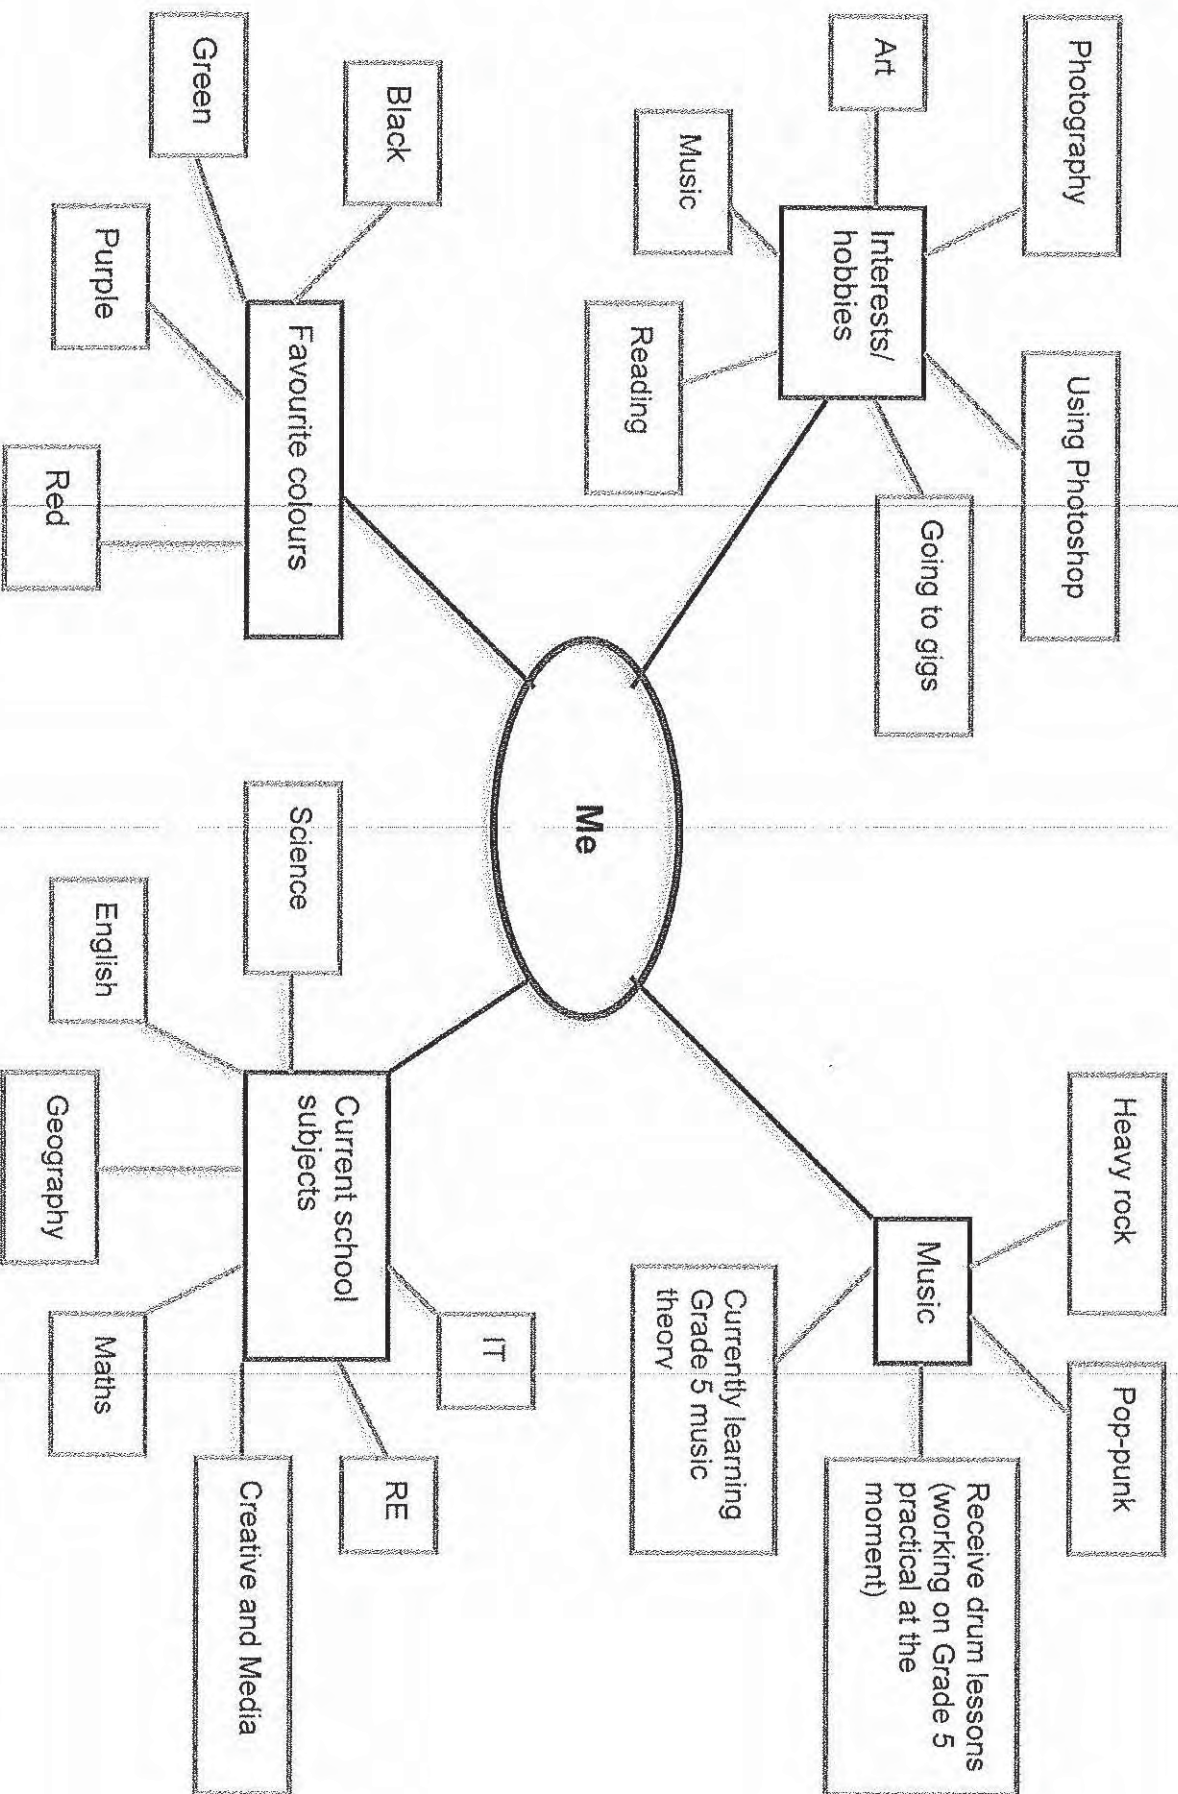 Photography
Using Photoshop
Art
Interests/
hobbies
Going to gigs
Music
Reading
Heavy rock
Pop-punk
Music
Receive drum lessons
(working on Grade 5
practical at the
moment)
Currently learning
Grade 5 music
theory
Me
Black
Green
Favourite colours
Purple
Red
Science
Current school
subjects
IT
RE
English
Geography
Maths
Creative and Media